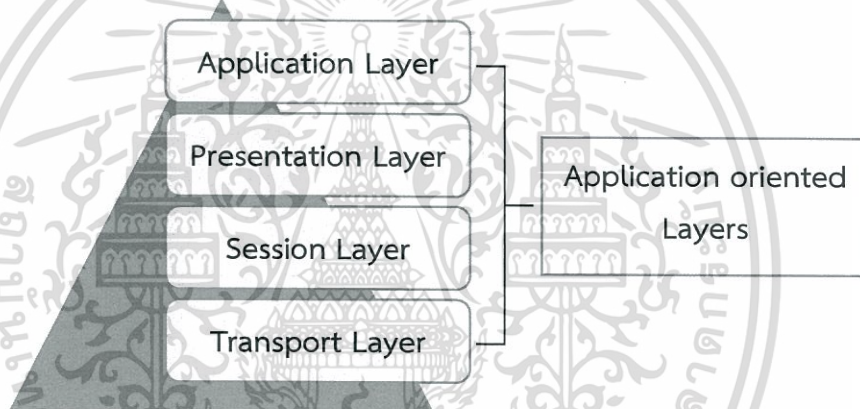 Application Layer
Presentation Layer
Session Layer
Transport Layer
Application oriented
Layers